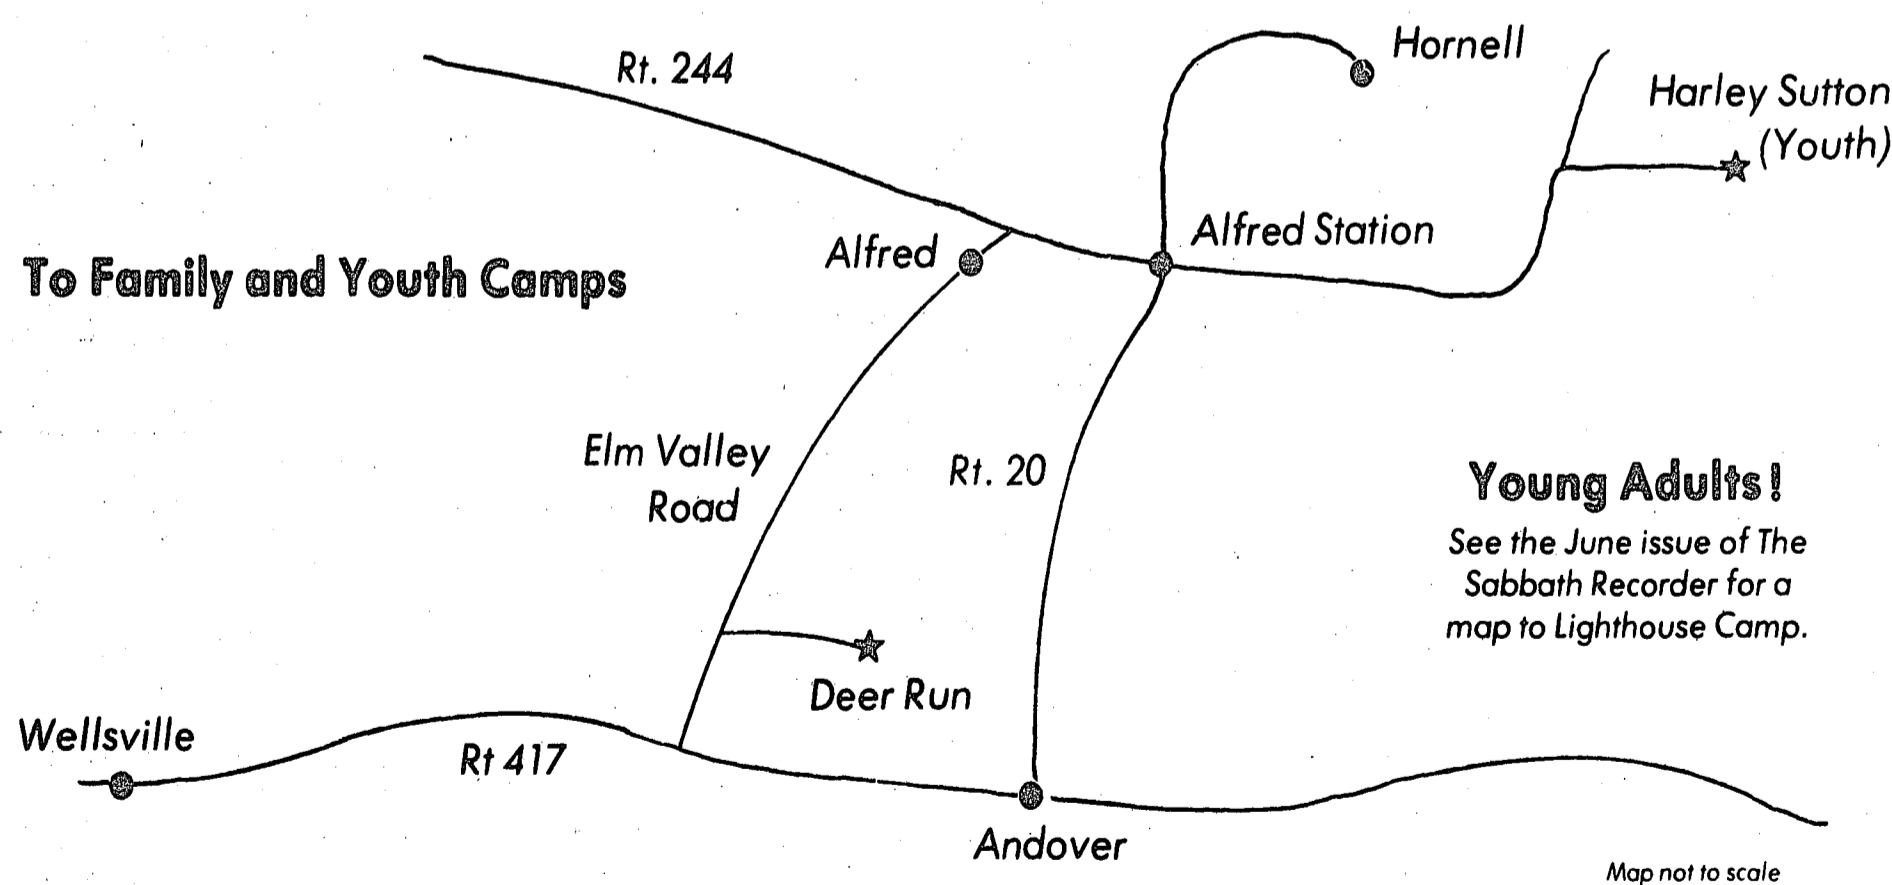 Rt. 244
Hornell
Harley Sutton
(Youth)
Alfred
Alfred Station
To Family and Youth Camps
Elm Valley
Road
Rt. 20
Young Adults!
See the June issue of The
Sabbath Recorder for a
map to Lighthouse Camp.
Deer Run
Wellsville
Rt 417
Andover
Map not to scale